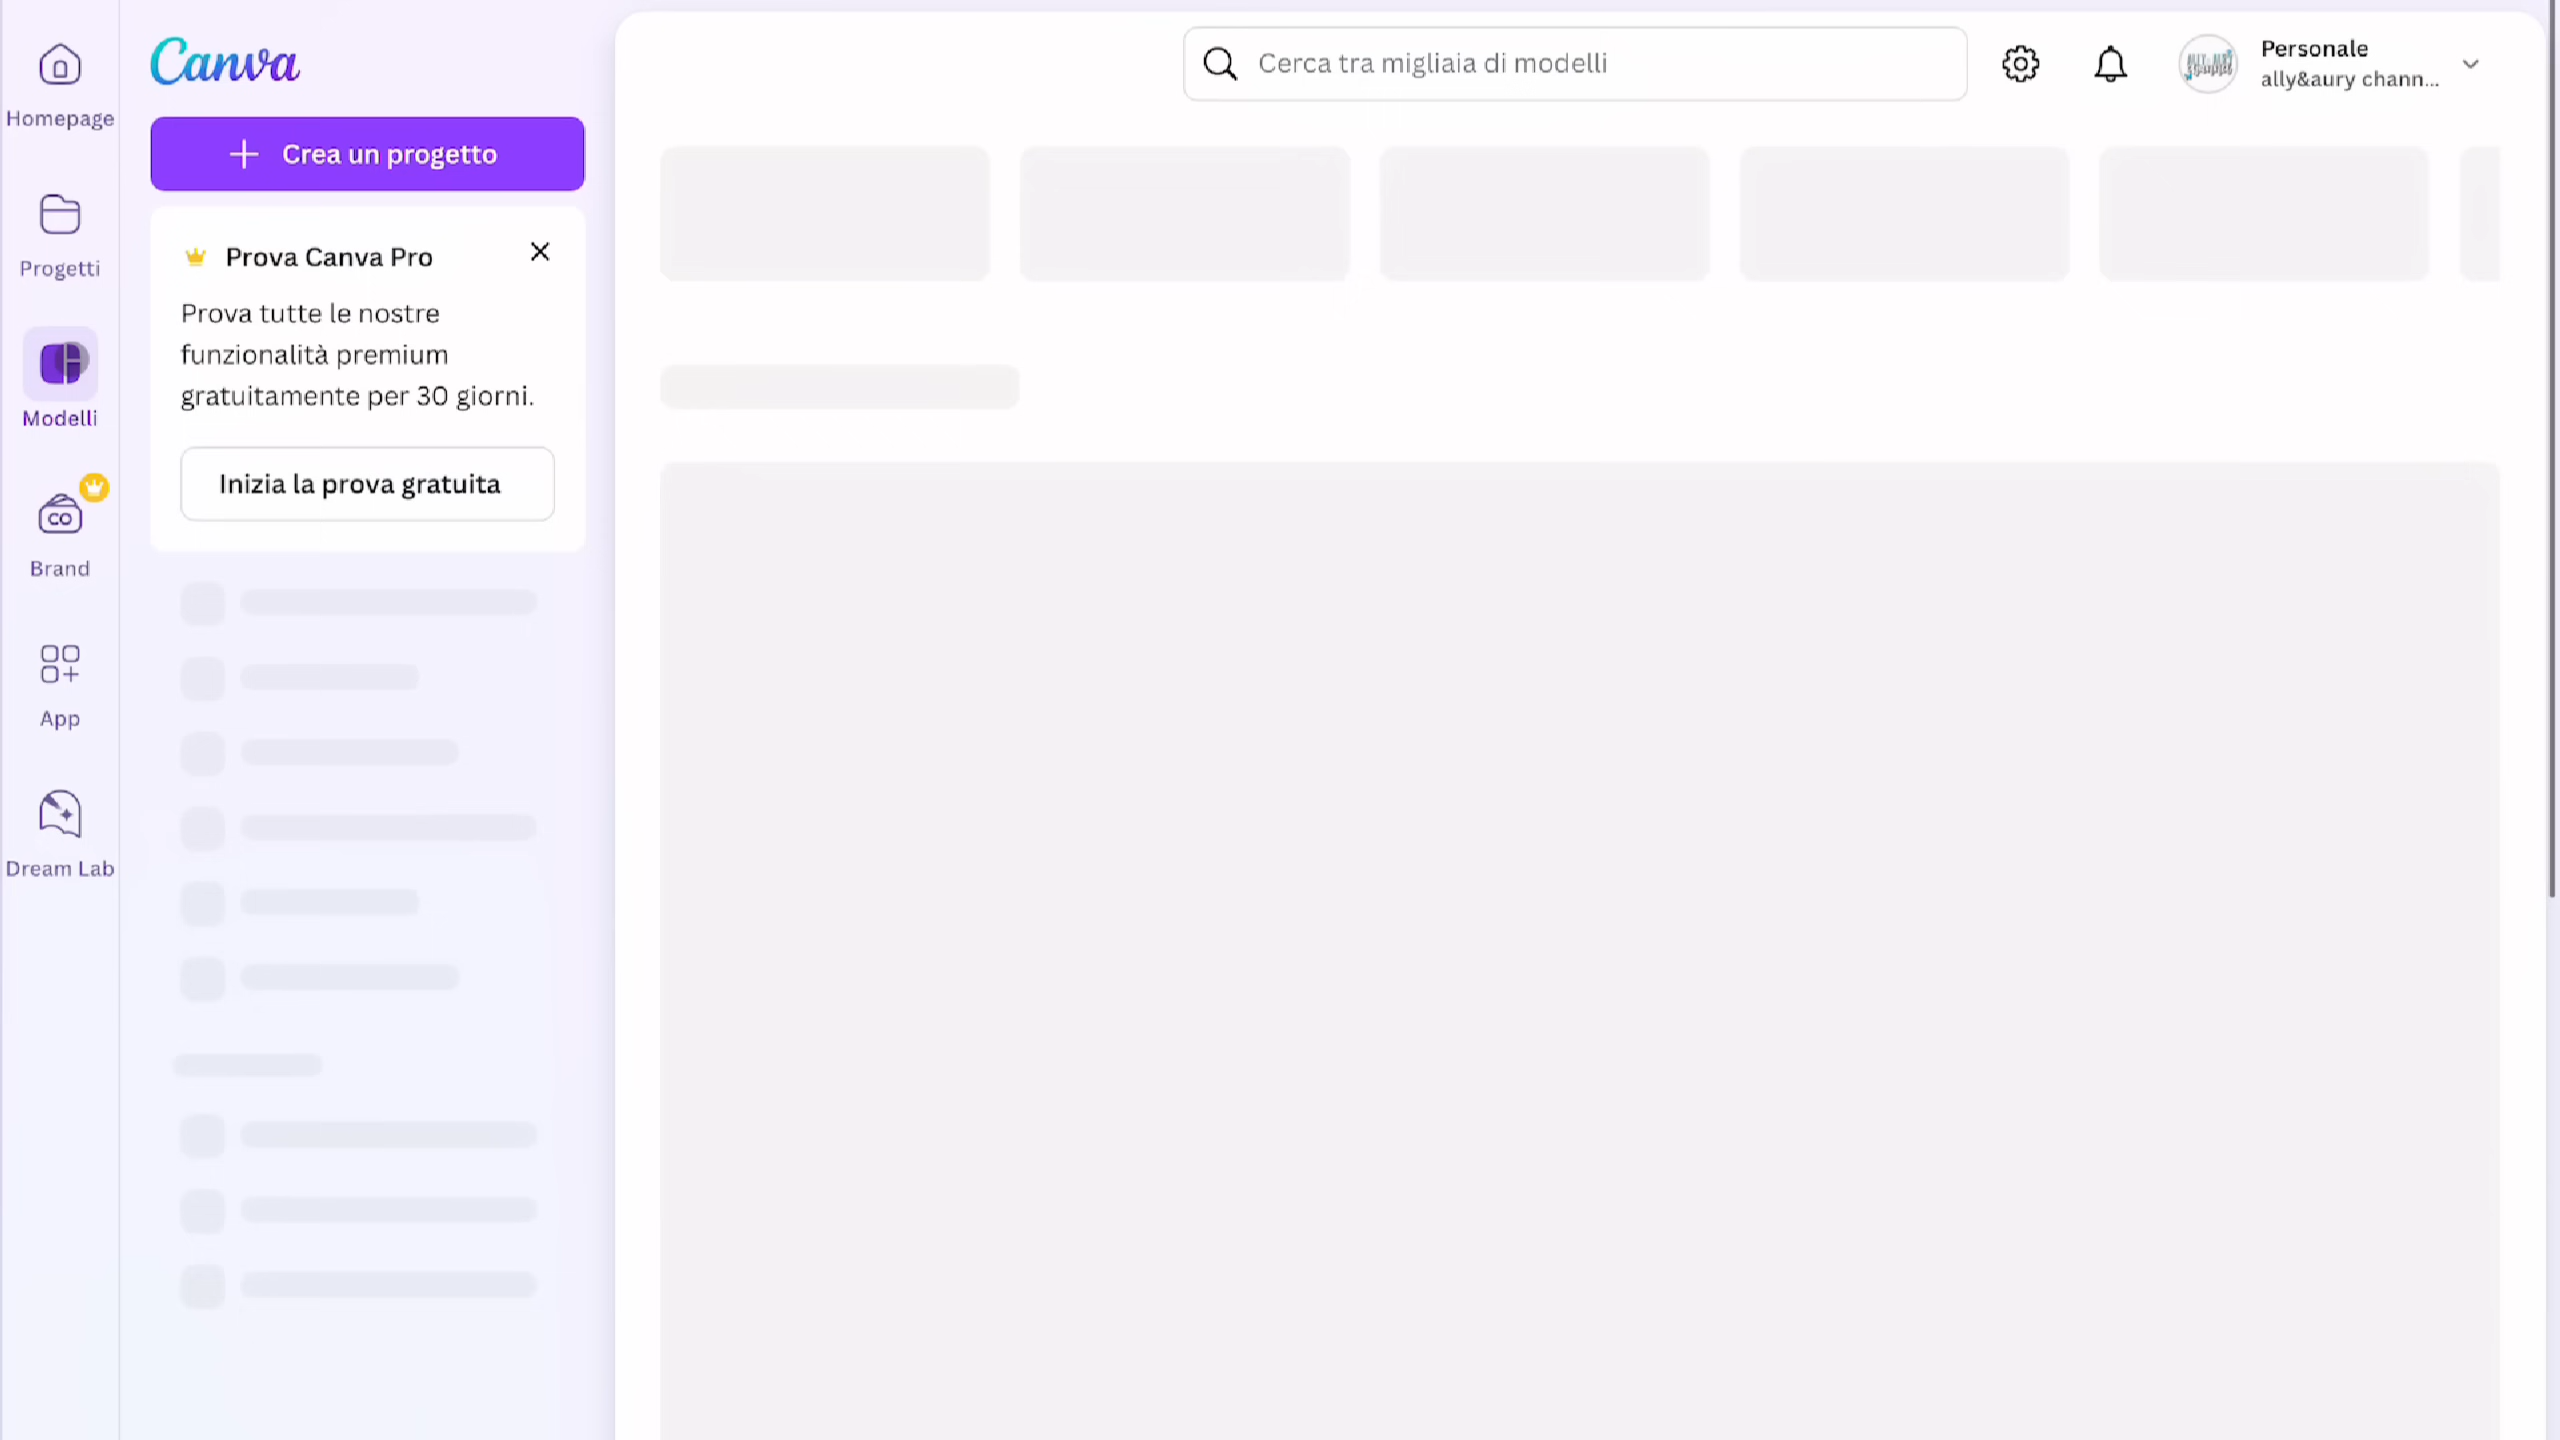 Homepage
Progetti
Modelli
CO
Brand
App
Dream Lab
Canva
Crea un progetto
Prova Canva Pro
Prova tutte le nostre
funzionalità premium
gratuitamente per 30 giorni.
Inizia la prova gratuita
Cerca tra migliaia di modelli
Personale
ally&aury chann...